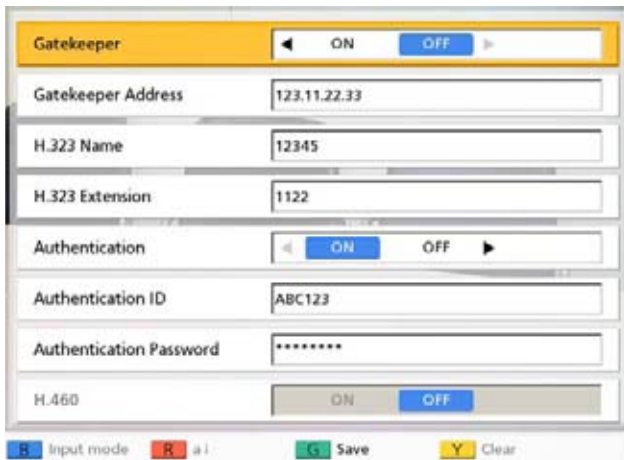 Gatekeeper ON OFF
Gatekeeper Address 123.11.22.33
H.323 Name 12345
H.323 Extension 1122
Authentication ON OFF
Authentication ID ABC123
Authentication Password ********
H.460 ON OFF
B Input mode R a G Save Y Clear